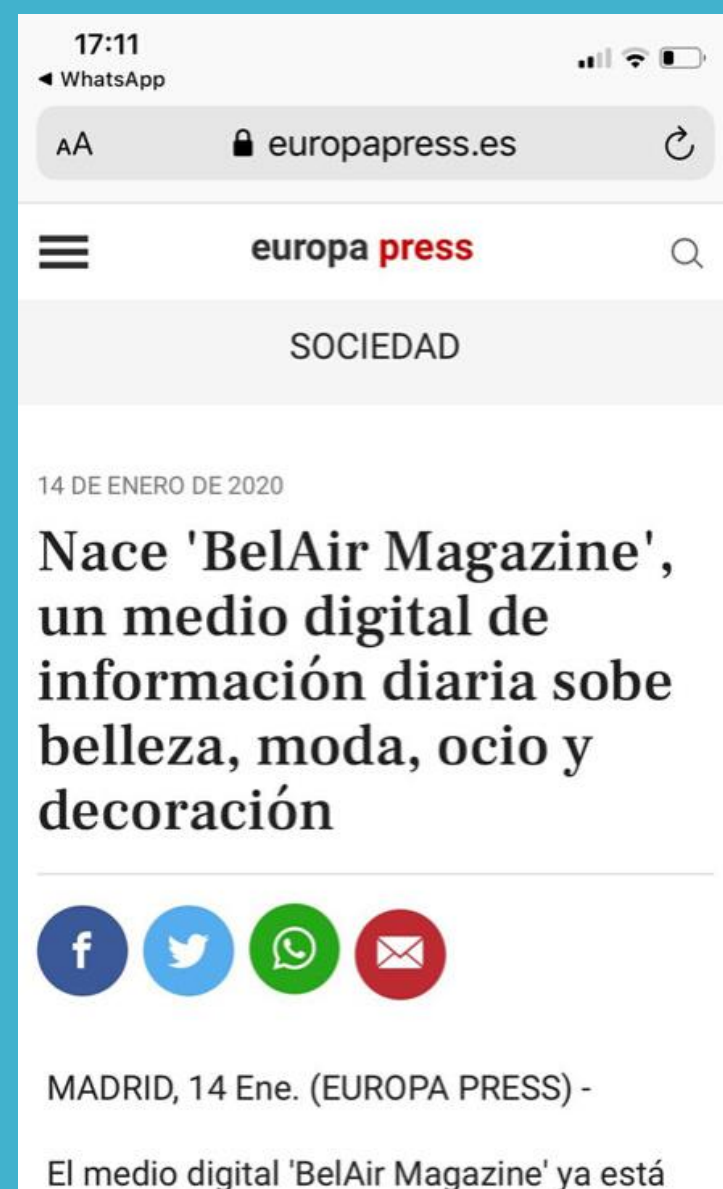 17:11
◀ WhatsApp
AA europapress.es
europa press
SOCIEDAD
14 DE ENERO DE 2020
Nace 'BelAir Magazine',
un medio digital de
información diaria sobe
belleza, moda, ocio y
decoración
f
MADRID, 14 Ene. (EUROPA PRESS) -
El medio digital 'BelAir Magazine' ya está